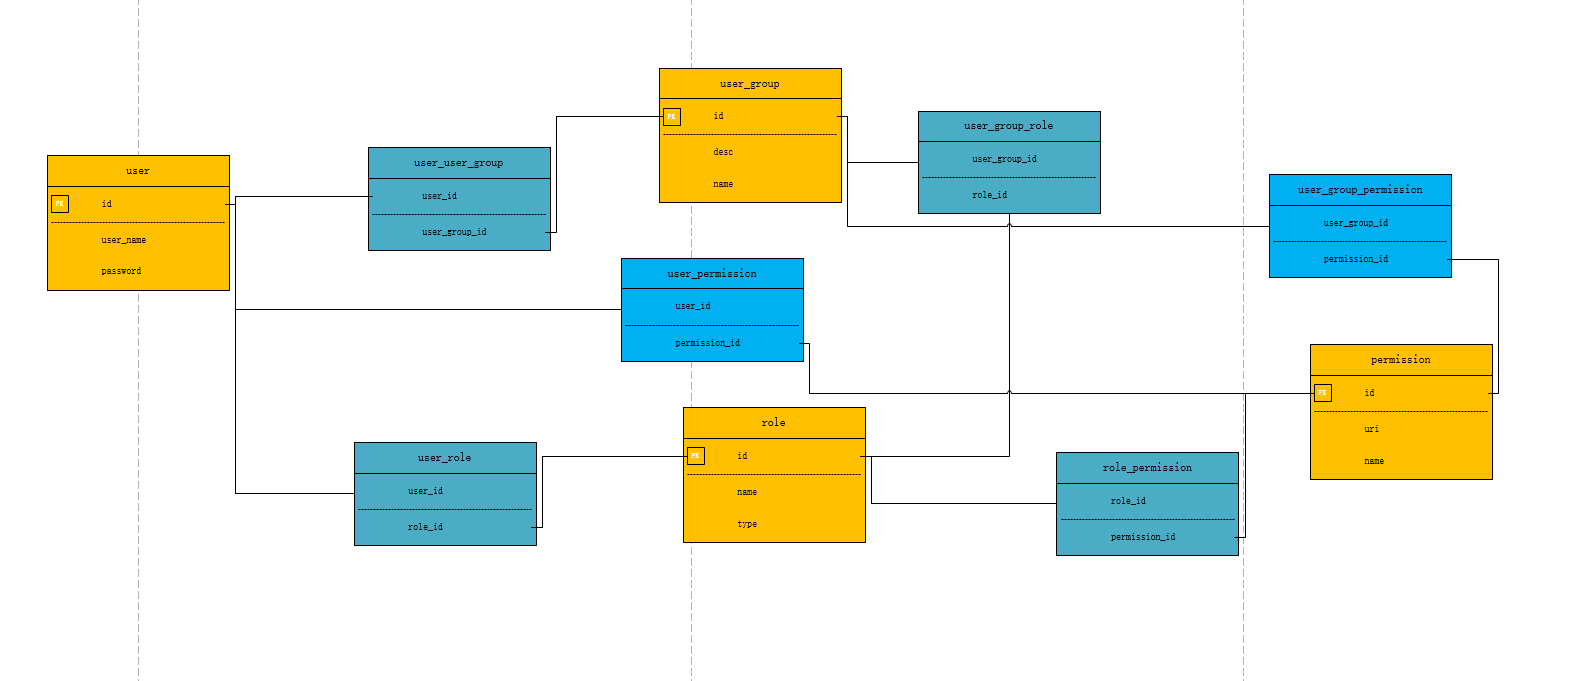 user
PK
id
user_name
password
user_user_group
user_id
user_group_id
user_group
PK
id
desc
name
user_group_role
user_group_id
role_id
user_group_permission
user_group_id
permission_id
user_permission
user_id
permission_id
permission
PK
id
uri
name
role
PK
id
name
type
user_role
user_id
role_id
role_permission
role_id
permission_id